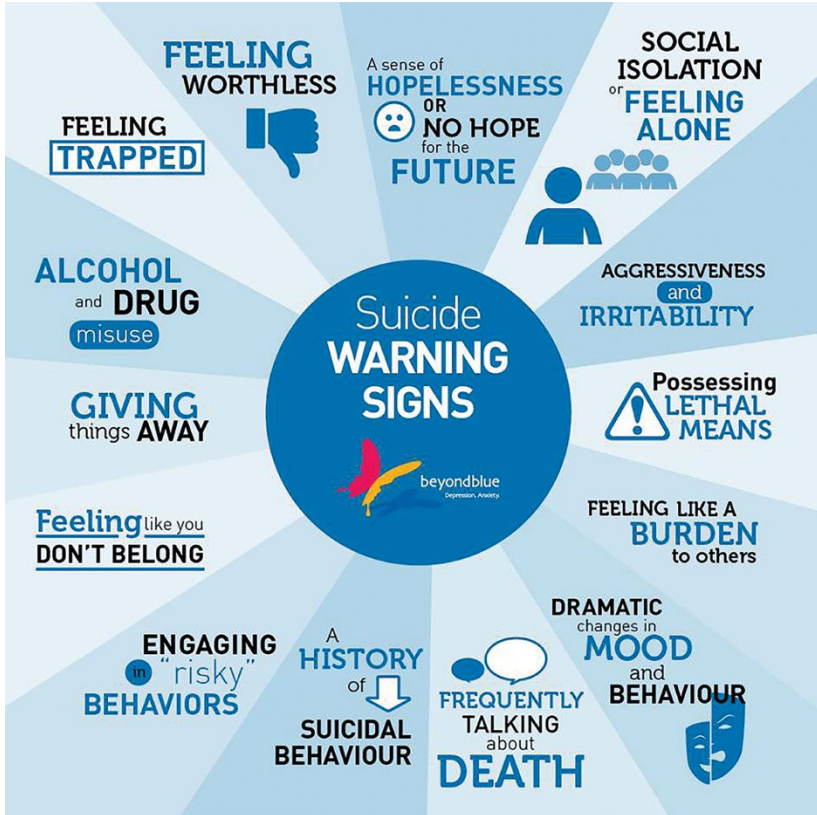 Suicide
WARNING
SIGNS
beyondblue
Depression. Anxiety.
A sense of
HOPELESSNESS
OR
NO HOPE
for the
FUTURE
SOCIAL
ISOLATION
or FEELING
ALONE
AGGRESSIVENESS
and
IRRITABILITY
Possessing
LETHAL
MEANS
FEELING LIKE A
BURDEN
to others
DRAMATIC
changes in
MOOD
and
BEHAVIOUR
FREQUENTLY
TALKING
about
DEATH
A
HISTORY
of
SUICIDAL
BEHAVIOUR
ENGAGING
in "risky"
BEHAVIORS
Feeling like you
DON'T BELONG
GIVING
things AWAY
ALCOHOL
and DRUG
misuse
FEELING
TRAPPED
FEELING
WORTHLESS